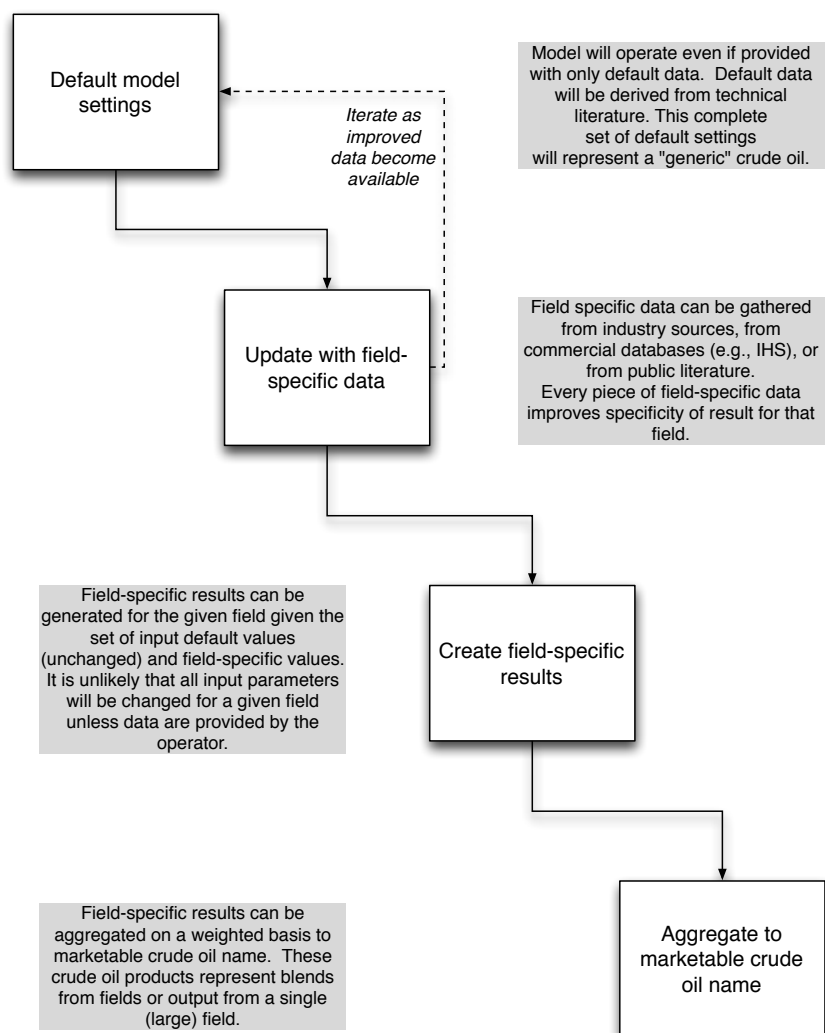 Default model
settings
Iterate as
improved
data become
available
Model will operate even if provided
with only default data.  Default data
will be derived from technical
literature. This complete
set of default settings
will represent a "generic" crude oil.
Update with field-
specific data
Field specific data can be gathered
from industry sources, from
commercial databases (e.g., IHS), or
from public literature.
Every piece of field-specific data
improves specificity of result for that
field.
Field-specific results can be
generated for the given field given the
set of input default values
(unchanged) and field-specific values.
It is unlikely that all input parameters
will be changed for a given field
unless data are provided by the
operator.
Create field-specific
results
Field-specific results can be
aggregated on a weighted basis to
marketable crude oil name.  These
crude oil products represent blends
from fields or output from a single
(large) field.
Aggregate to
marketable crude
oil name